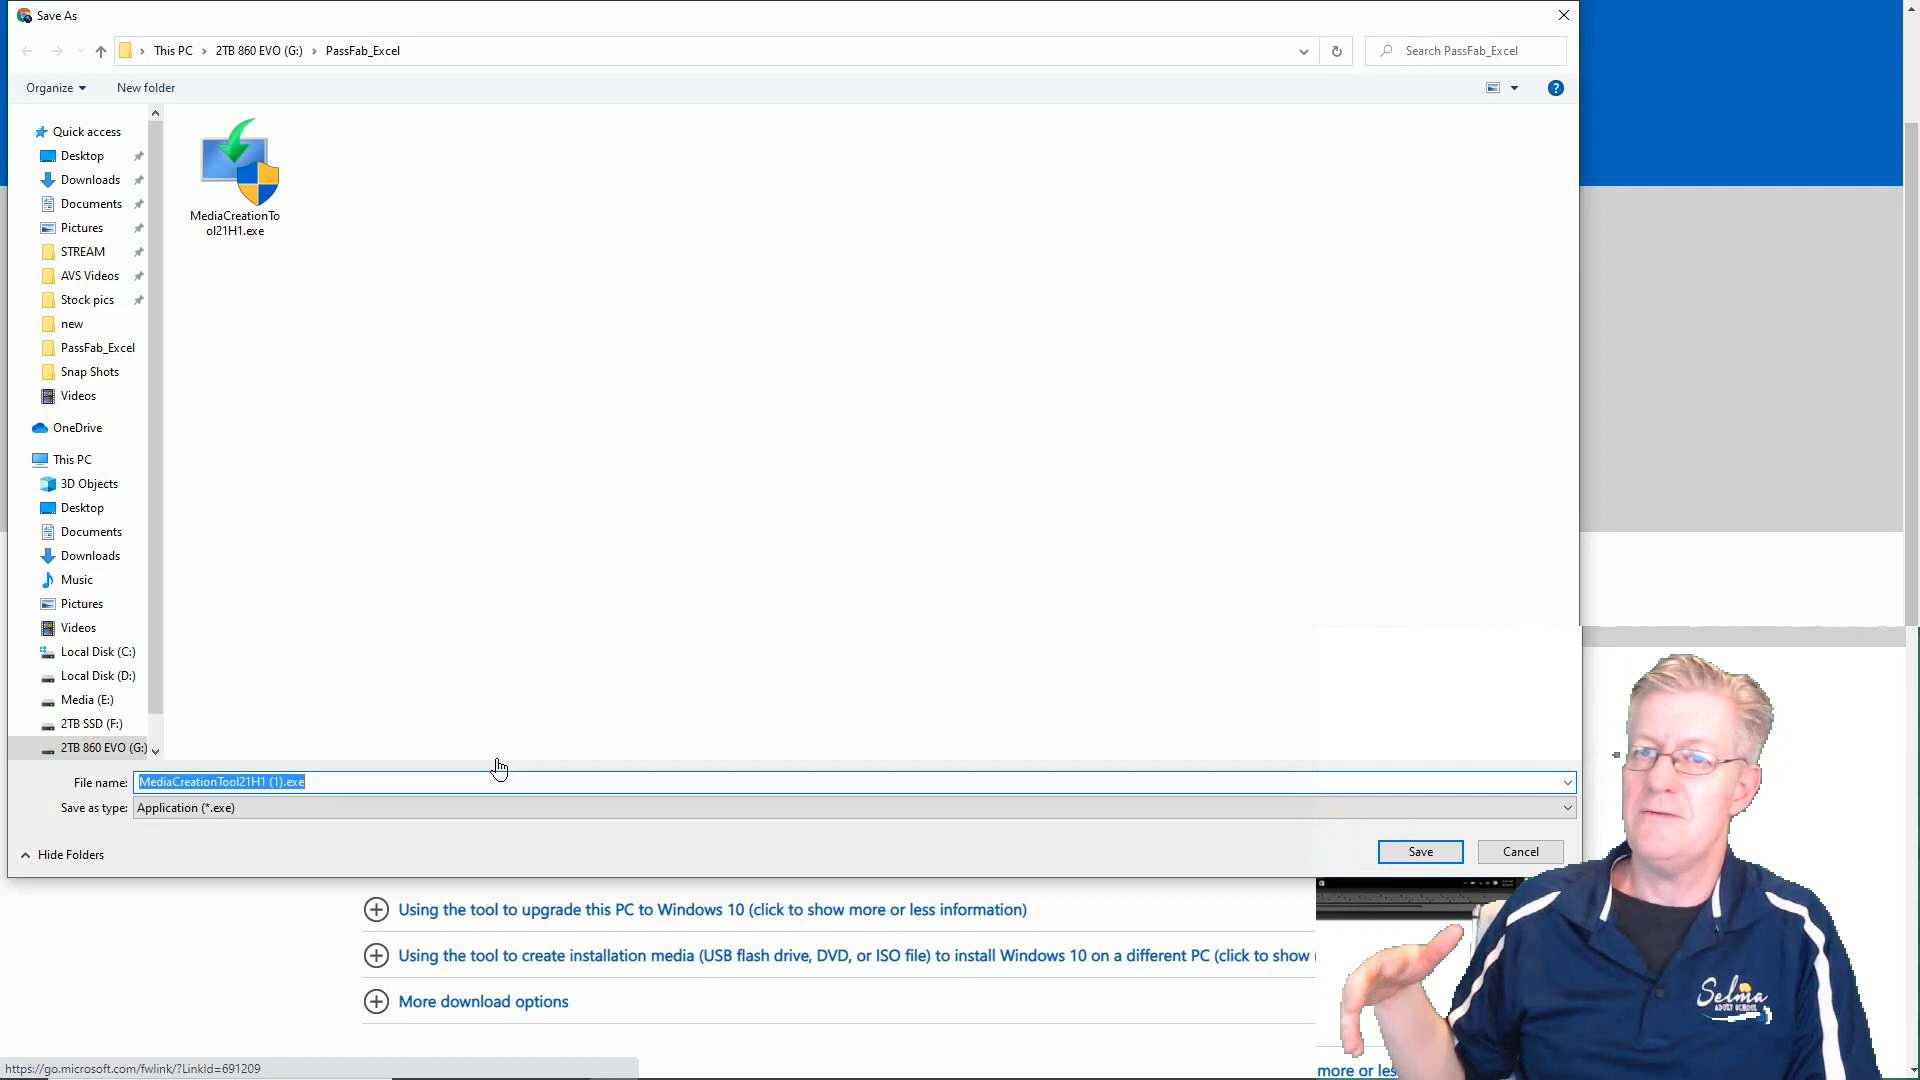 Save As
This PC
2TB 860 EVO (G:)
PassFab_Excel
Search PassFab_Excel
Organize
New folder
Quick access
Desktop
Downloads
Documents
Pictures
STREAM
AVS Videos
Stock pics
new
PassFab_Excel
Snap Shots
Videos
OneDrive
This PC
3D Objects
Desktop
Documents
Downloads
Music
Pictures
Videos
Local Disk (C:)
Local Disk (D:)
Media (E:)
2TB SSD (F:)
2TB 860 EVO (G:)
MediaCreationTo
ol21H1.exe
File name: MediaCreationTool21H1 (1).exe
Save as type: Application (*.exe)
Hide Folders
Save
Cancel
Using the tool to upgrade this PC to Windows 10 (click to show more or less information)
Using the tool to create installation media (USB flash drive, DVD, or ISO file) to install Windows 10 on a different PC (click to show
More download options
more or les
https://go.microsoft.com/fwlink/?LinkId=691209
Selma
ADULT SCHOOL